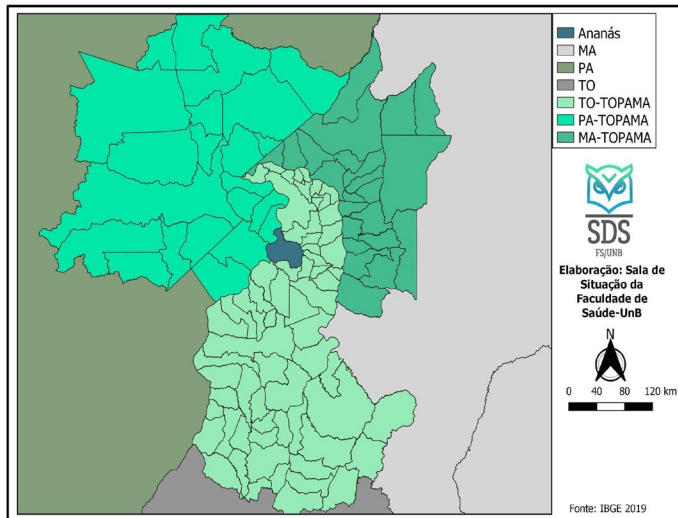 Ananás
MA
PA
TO
TO-TOPAMA
PA-TOPAMA
MA-TOPAMA
SDS
FS/UNB
Elaboração: Sala de
Situação da
Faculdade de
Saúde-UnB
N
0 40 80 120 km
Fonte: IBGE 2019